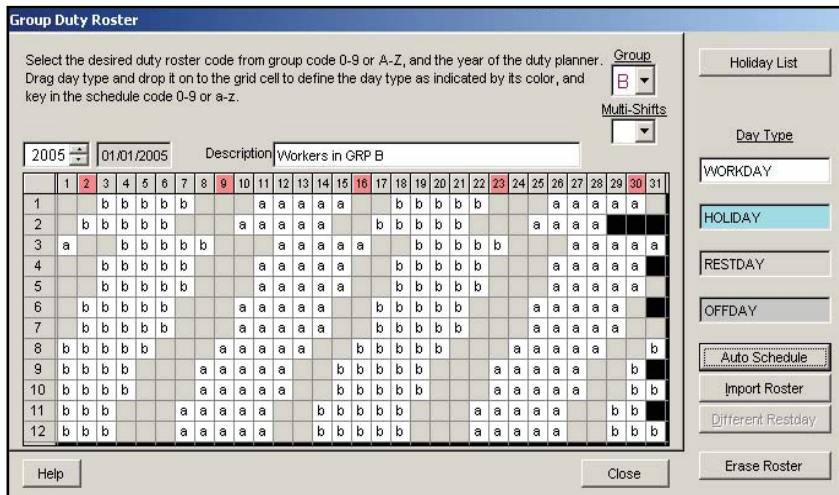 Group Duty Roster
Select the desired duty roster code from group code 0-9 or A-Z, and the year of the duty planner.
Drag day type and drop it on to the grid cell to define the day type as indicated by its color, and
key in the schedule code 0-9 or a-z.
Group
B
Multi-Shifts
2005 01/01/2005 Description Workers in GRP B
1 2 3 4 5 6 7 8 9 10 11 12 13 14 15 16 17 18 19 20 21 22 23 24 25 26 27 28 29 30 31
1 b b b b b a a a a a b b b b b a a a a a
2 b b b b b a a a a a b b b b b a a a a
3 a b b b b b a a a a a b b b b b a a a a a
4 b b b b b a a a a a b b b b b a a a a a
5 b b b b b a a a a a b b b b b a a a a a
6 b b b b b a a a a a b b b b b a a a a a
7 b b b b b a a a a a b b b b b a a a a a
8 b b b b b a a a a a b b b b b a a a a a b
9 b b b b a a a a a b b b b b a a a a a b
10 b b b b a a a a a b b b b b a a a a a b b
11 b b b a a a a a b b b b b a a a a a b b
12 b b b a a a a a b b b b b a a a a a b b b
Help
Close
Holiday List
Day Type
WORKDAY
HOLIDAY
RESTDAY
OFFDAY
Auto Schedule
Import Roster
Different Restday
Erase Roster